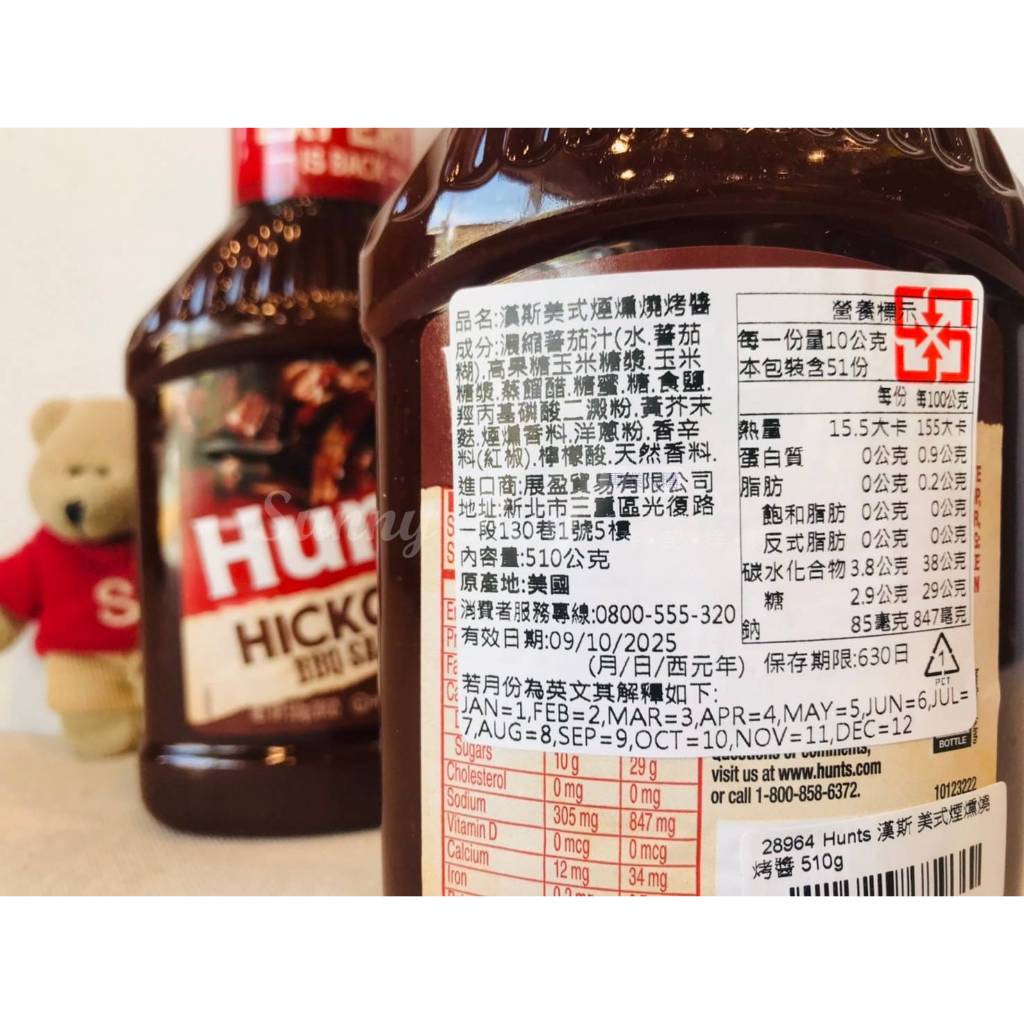 IS BACK
Hun
HICKO
BBQ SA
S
Sunny
品名:漢斯美式煙燻燒烤醬
成分:濃縮蕃茄汁(水.蕃茄
糊).高果糖玉米糖漿.玉米
糖漿.蒸餾醋.糖蜜.糖.食鹽.
羥丙基磷酸二澱粉.黃芥末
麩.煙燻香料.洋蔥粉.香辛
料(紅椒).檸檬酸.天然香料.
進口商:展盈貿易有限公司
地址:新北市三重區光復路
一段130巷1號5樓
內容量:510公克
原產地:美國
消費者服務專線:0800-555-320
有效日期:09/10/2025
(月/日/西元年) 保存期限:630日
若月份為英文其解釋如下:
JAN=1,FEB=2,MAR=3,APR=4,MAY=5,JUN=6,JUL=
7,AUG=8,SEP=9,OCT=10,NOV=11,DEC=12
營養標示
每一份量10公克
本包裝含51份
每份 每100公克
熱量 15.5大卡 155大卡
蛋白質 0公克 0.9公克
脂肪 0公克 0.2公克
飽和脂肪 0公克 0公克
反式脂肪 0公克 0公克
碳水化合物 3.8公克 38公克
糖 2.9公克 29公克
鈉 85毫克 847毫克
1
PET
Sugars 10 g 29 g
Cholesterol 0 mg 0 mg
Sodium 305 mg 847 mg
Vitamin D 0 mcg 0 mcg
Calcium 12 mg 34 mg
Iron
BOTTLE
visit us at www.hunts.com
or call 1-800-858-6372.
10123222
28964 Hunts 漢斯 美式煙燻燒
烤醬 510g